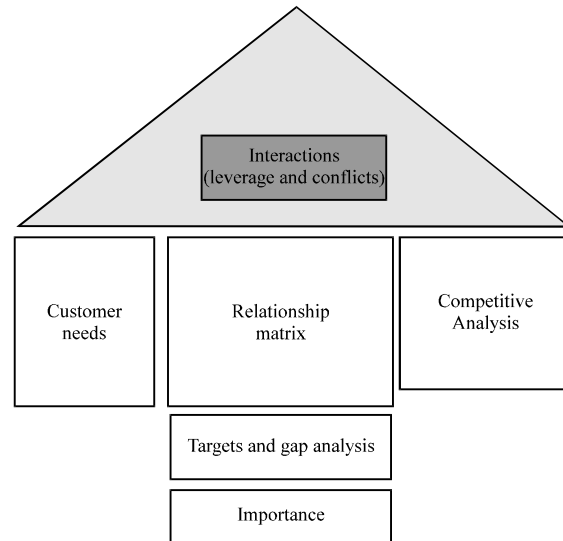 Interactions
(leverage and conflicts)
Customer
needs
Relationship
matrix
Competitive
Analysis
Targets and gap analysis
Importance